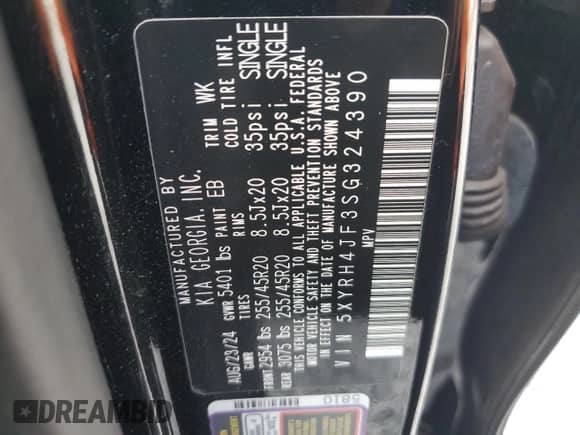 MANUFACTURED BY
KIA GEORGIA, INC.
AUG/23/24 GVWR 5401 lbs PAINT EB TRIM WK
GAWR TIRES RIMS COLD TIRE INFL
FRONT 2954 lbs 255/45R20 8.5Jx20 35psi SINGLE
REAR 3075 lbs 255/45R20 8.5Jx20 35psi SINGLE
THIS VEHICLE CONFORMS TO ALL APPLICABLE U.S.A. FEDERAL
MOTOR VEHICLE SAFETY AND THEFT PREVENTION STANDARDS
IN EFFECT ON THE DATE OF MANUFACTURE SHOWN ABOVE
VIN 5XYRH4JF3SG324390
MPV
5810
DREAMBID